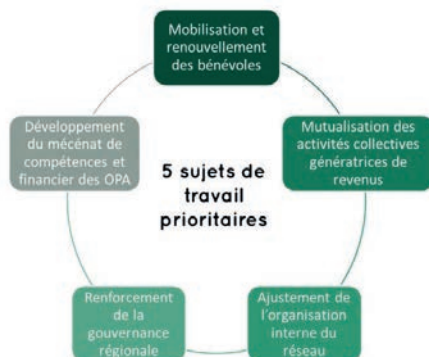 Mobilisation et
renouvellement
des bénévoles
Développement
du mécénat de
compétences et
financier des OPA
5 sujets de
travail
prioritaires
Mutualisation des
activités collectives
génératrices de
revenus
Renforcement
de la
gouvernance
régionale
Ajustement de
l'organisation
interne du
réseau